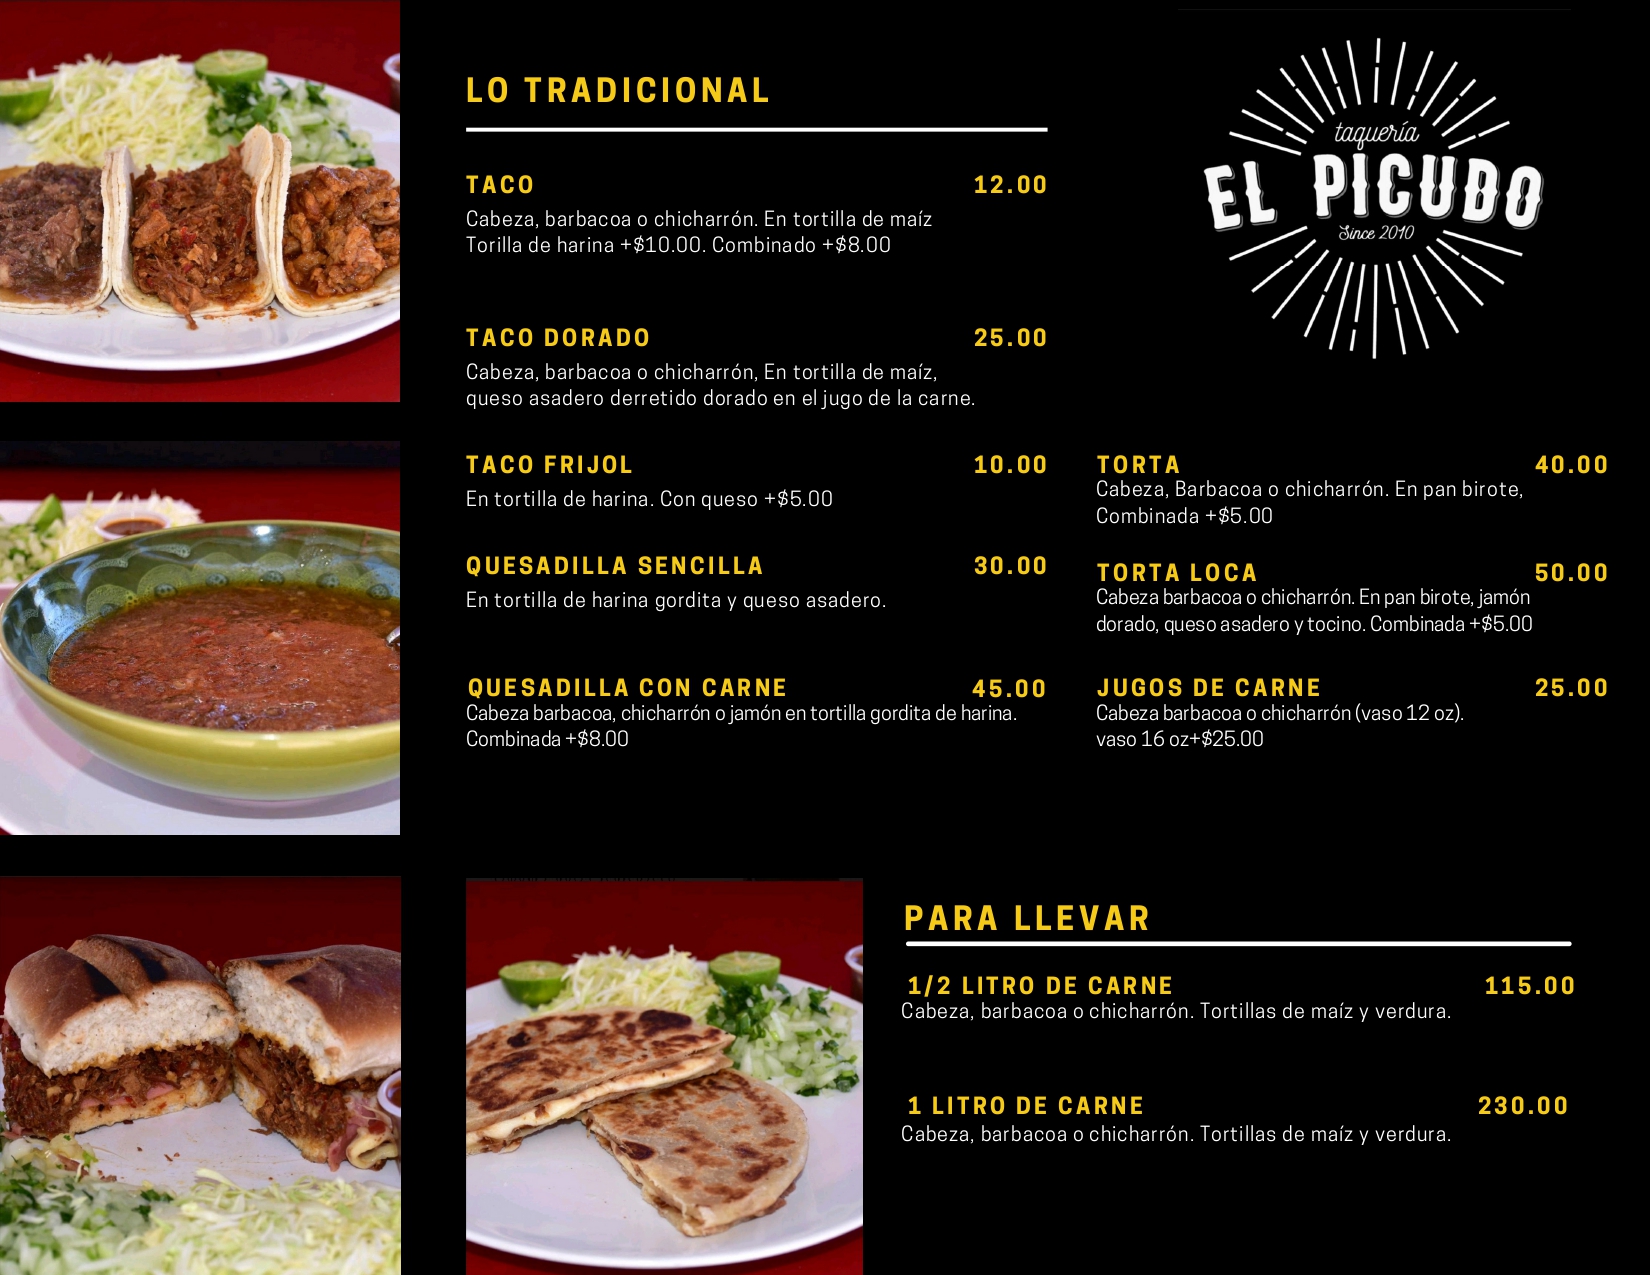 LO TRADICIONAL
TACO 12.00
Cabeza, barbacoa o chicharrón. En tortilla de maíz
Torilla de harina +$10.00. Combinado +$8.00
TACO DORADO 25.00
Cabeza, barbacoa o chicharrón, En tortilla de maíz,
queso asadero derretido dorado en el jugo de la carne.
TACO FRIJOL 10.00
En tortilla de harina. Con queso +$5.00
QUESADILLA SENCILLA 30.00
En tortilla de harina gordita y queso asadero.
QUESADILLA CON CARNE 45.00
Cabeza barbacoa, chicharrón o jamón en tortilla gordita de harina.
Combinada +$8.00
taquería
EL PICUDO
Since 2010
TORTA 40.00
Cabeza, Barbacoa o chicharrón. En pan birote,
Combinada +$5.00
TORTA LOCA 50.00
Cabeza barbacoa o chicharrón. En pan birote, jamón
dorado, queso asadero y tocino. Combinada +$5.00
JUGOS DE CARNE 25.00
Cabeza barbacoa o chicharrón (vaso 12 oz).
vaso 16 oz+$25.00
PARA LLEVAR
1/2 LITRO DE CARNE 115.00
Cabeza, barbacoa o chicharrón. Tortillas de maíz y verdura.
1 LITRO DE CARNE 230.00
Cabeza, barbacoa o chicharrón. Tortillas de maíz y verdura.